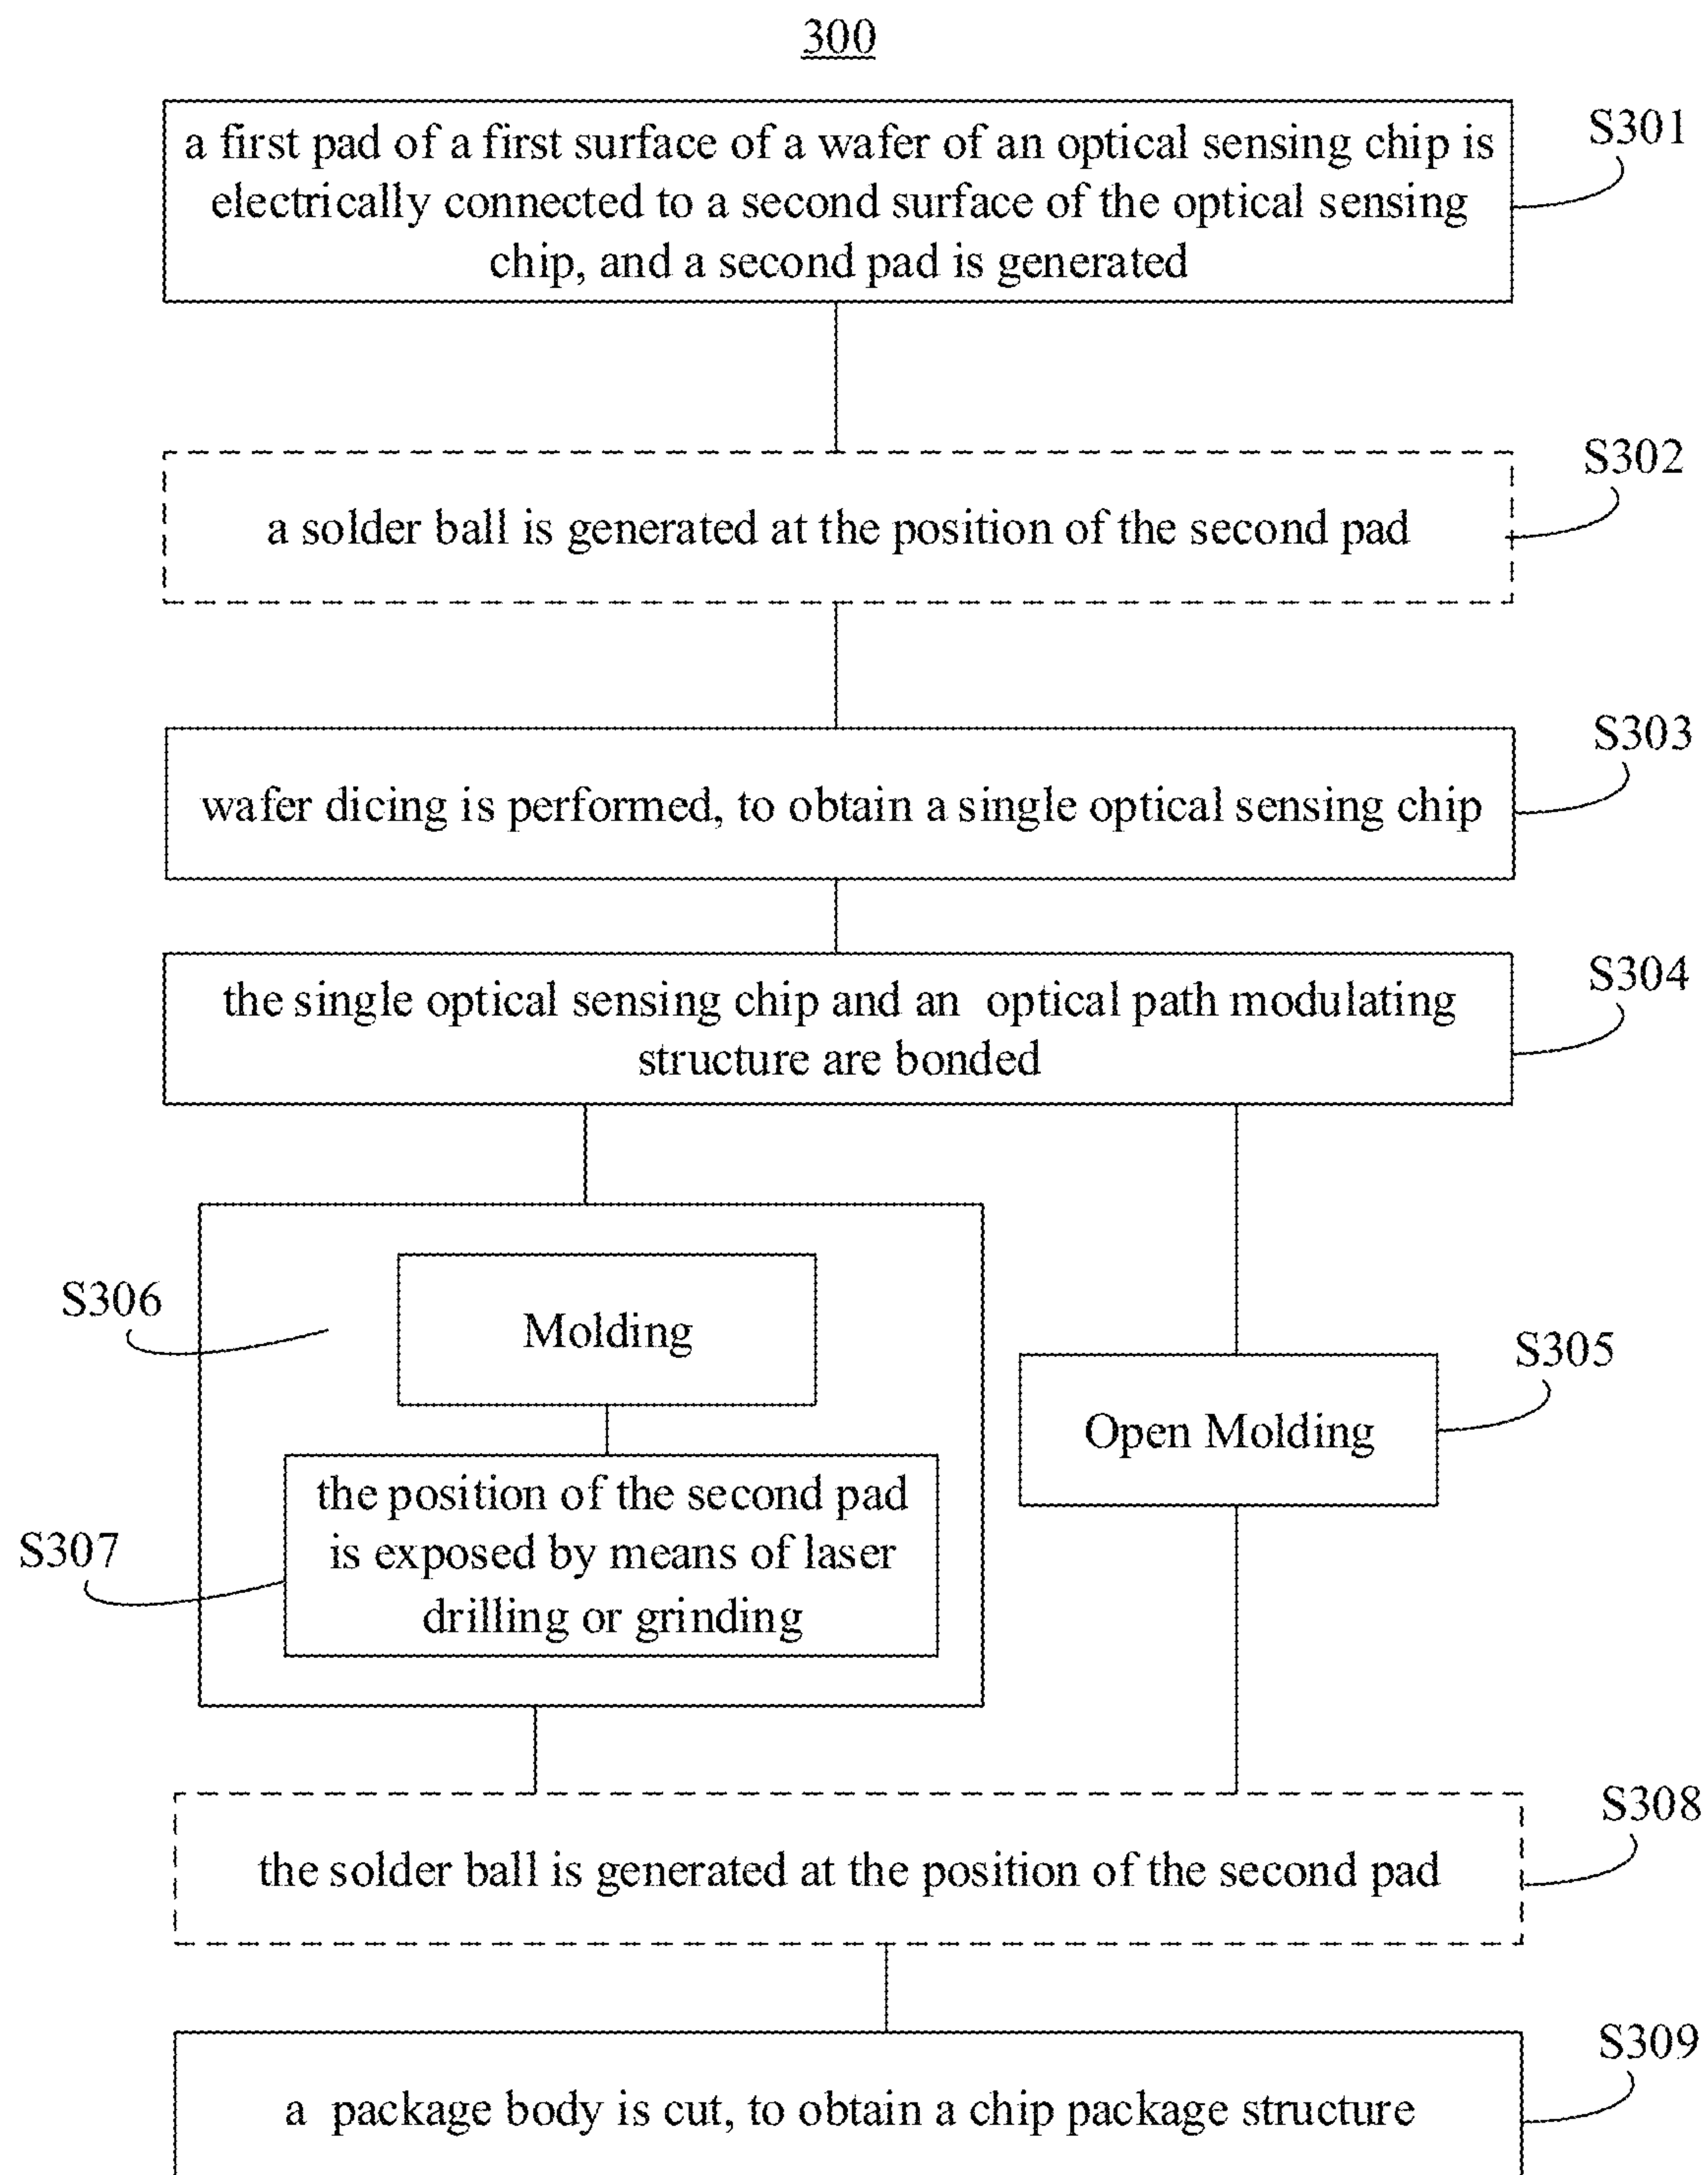 300
a first pad of a first surface of a wafer of an optical sensing chip is
electrically connected to a second surface of the optical sensing
chip, and a second pad is generated
S301
a solder ball is generated at the position of the second pad
S302
wafer dicing is performed, to obtain a single optical sensing chip
S303
the single optical sensing chip and an optical path modulating
structure are bonded
S304
S306
Molding
S307
the position of the second pad
is exposed by means of laser
drilling or grinding
Open Molding
S305
the solder ball is generated at the position of the second pad
S308
a package body is cut, to obtain a chip package structure
S309